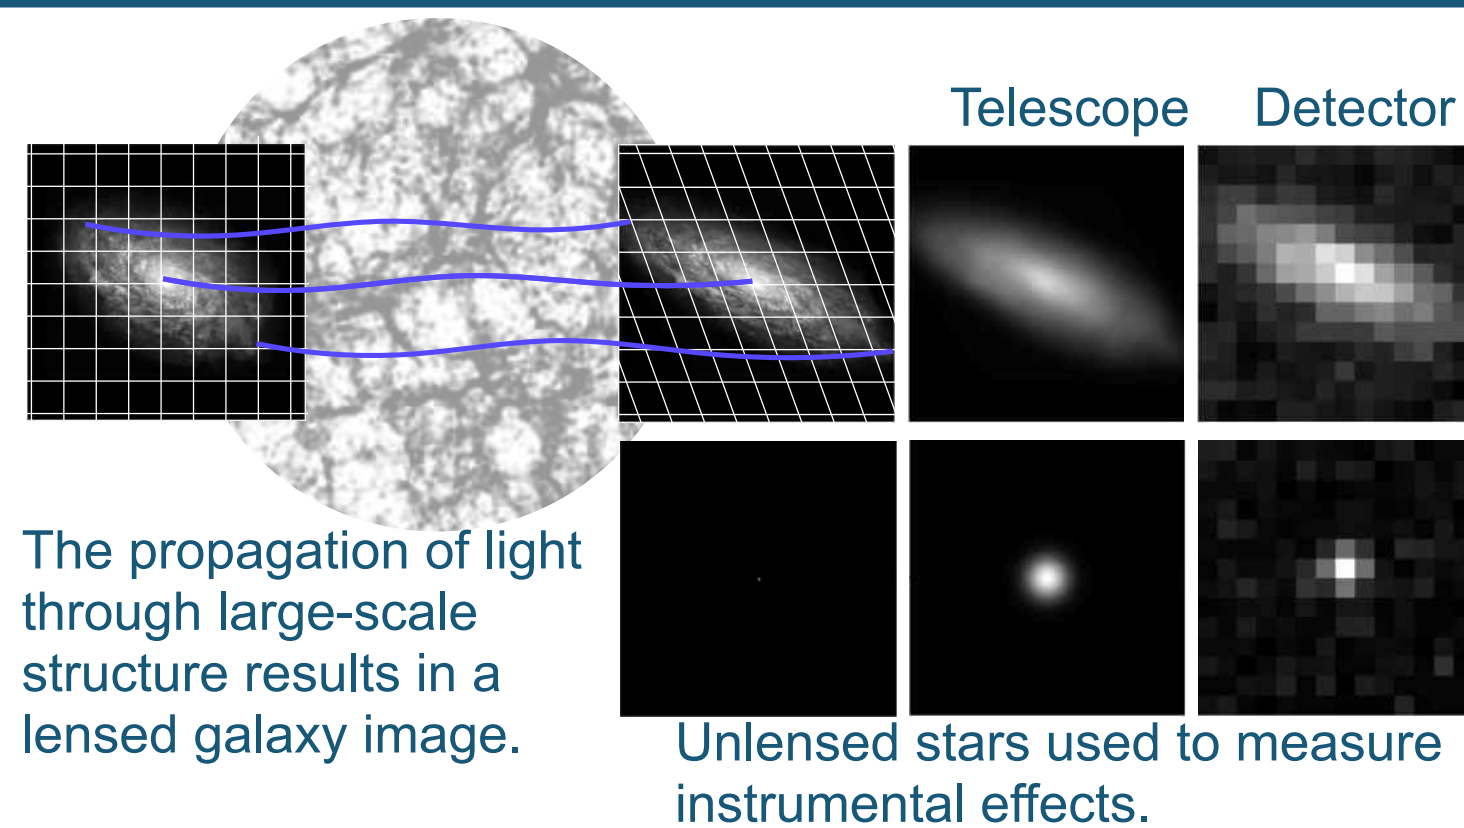 Telescope
Detector
The propagation of light
through large-scale
structure results in a
lensed galaxy image.
Unlensed stars used to measure
instrumental effects.